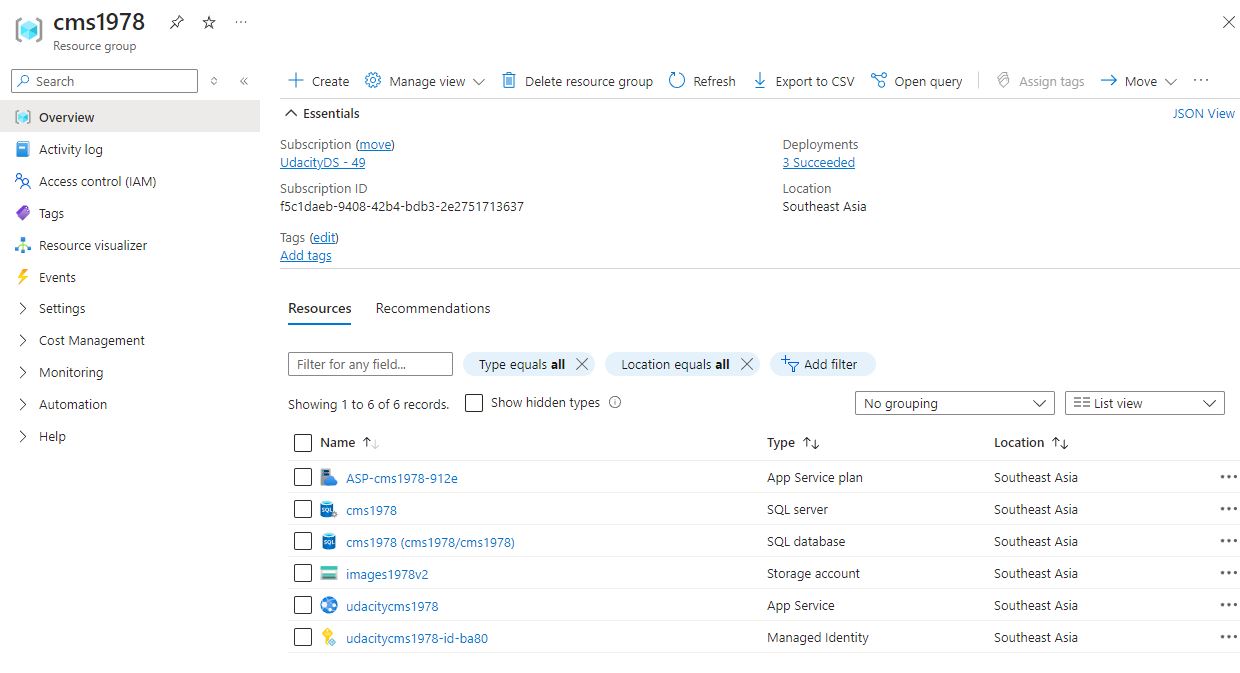 cms1978
Resource group
Search
Create Manage view Delete resource group Refresh Export to CSV Open query Assign tags Move
Overview
Activity log
Access control (IAM)
Tags
Resource visualizer
Events
Settings
Cost Management
Monitoring
Automation
Help
Essentials JSON View
Subscription (move)
UdacityDS - 49
Subscription ID
f5c1daeb-9408-42b4-bdb3-2e2751713637
Tags (edit)
Add tags
Deployments
3 Succeeded
Location
Southeast Asia
Resources Recommendations
Filter for any field... Type equals all Location equals all Add filter
Showing 1 to 6 of 6 records. Show hidden types No grouping List view
Name Type Location
ASP-cms1978-912e App Service plan Southeast Asia
SQL cms1978 SQL server Southeast Asia
SQL cms1978 (cms1978/cms1978) SQL database Southeast Asia
images1978v2 Storage account Southeast Asia
udacitycms1978 App Service Southeast Asia
udacitycms1978-id-ba80 Managed Identity Southeast Asia